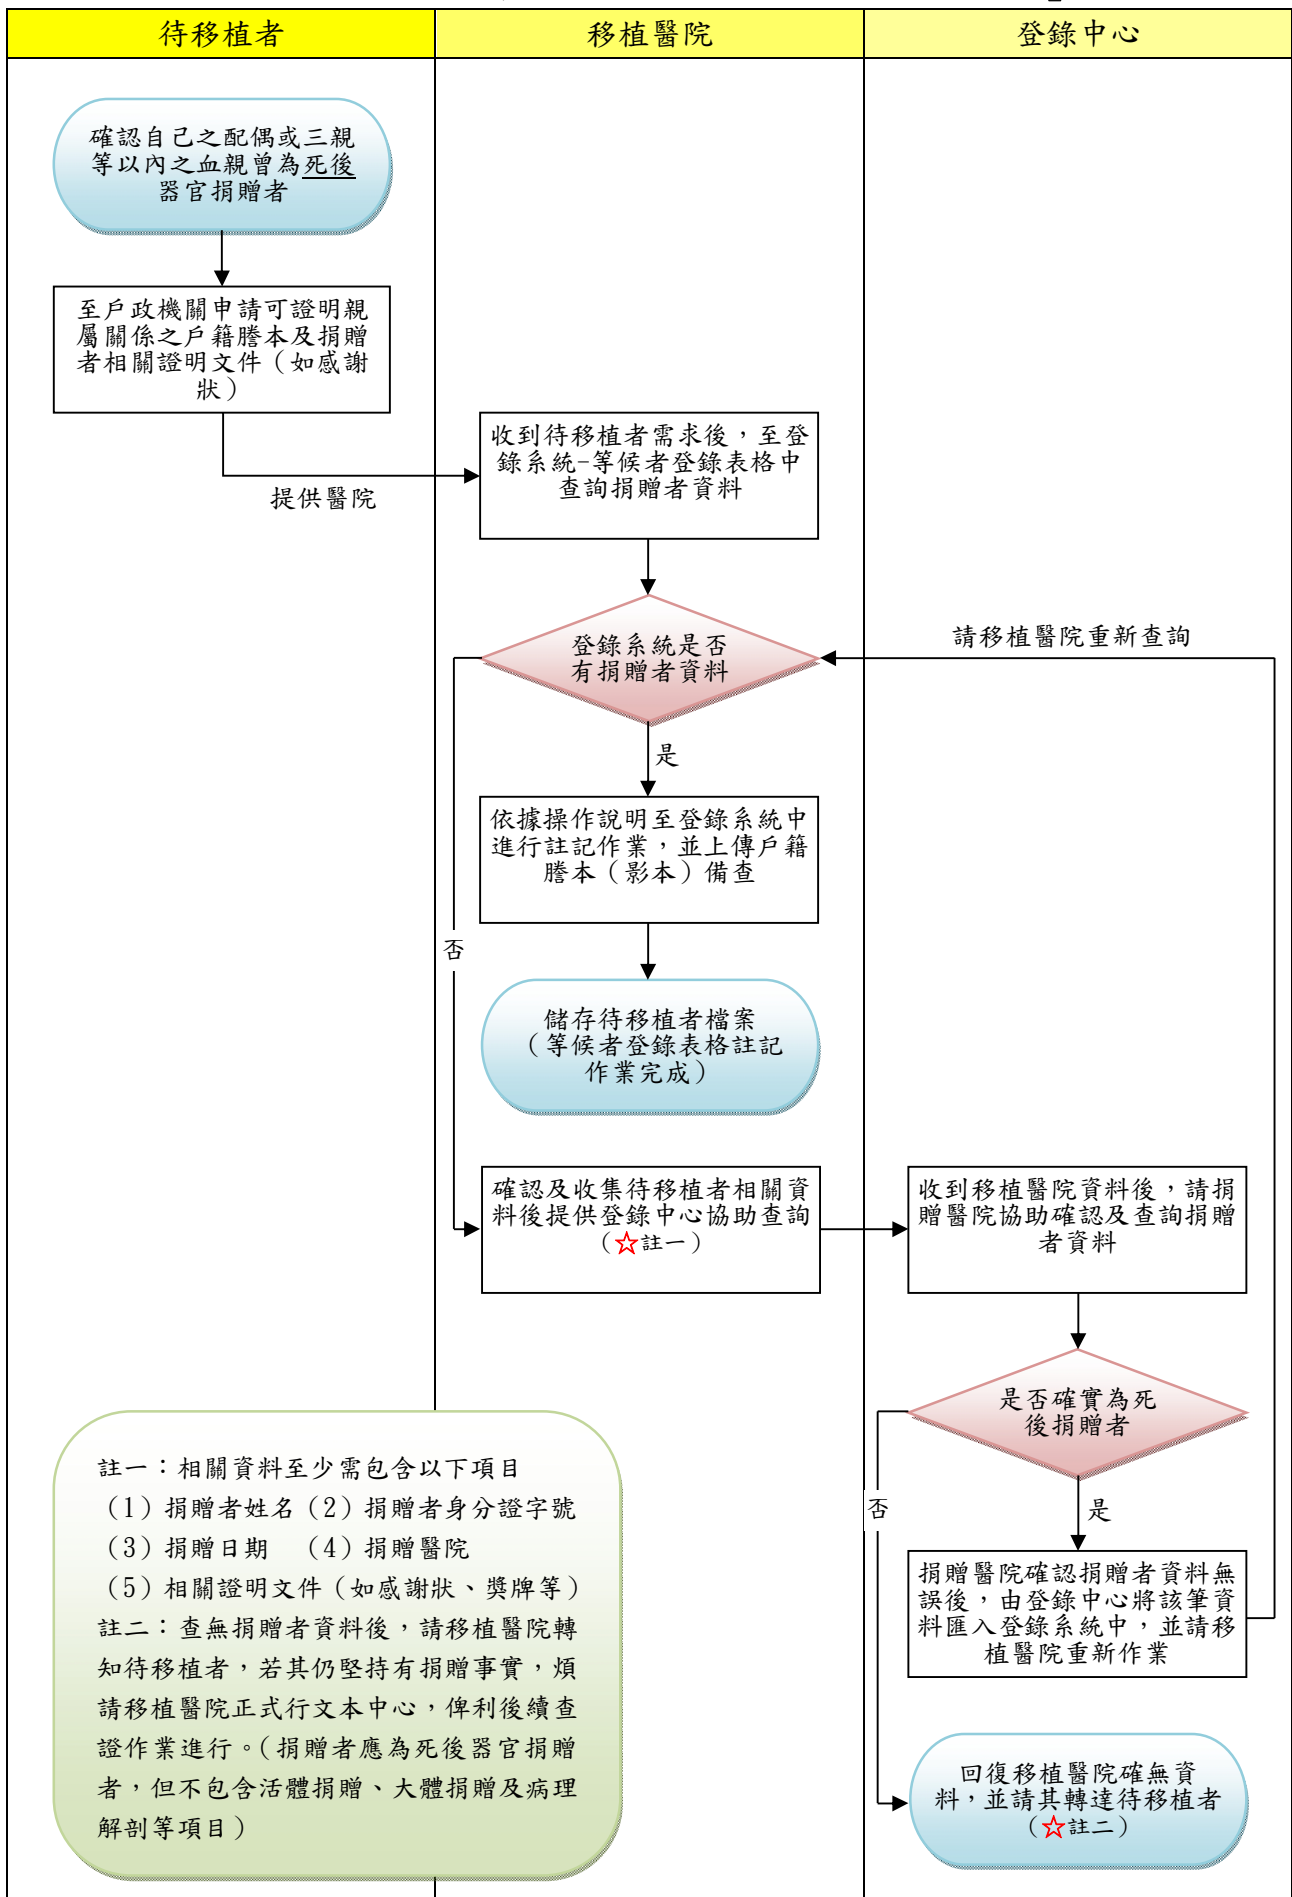 待移植者
移植醫院
登錄中心
確認自己之配偶或三親
等以內之血親曾為死後
器官捐贈者
至戶政機關申請可證明親
屬關係之戶籍謄本及捐贈
者相關證明文件（如感謝
狀）
提供醫院
收到待移植者需求後，至登
錄系統-等候者登錄表格中
查詢捐贈者資料
登錄系統是否
有捐贈者資料
請移植醫院重新查詢
是
依據操作說明至登錄系統中
進行註記作業，並上傳戶籍
謄本（影本）備查
否
儲存待移植者檔案
（等候者登錄表格註記
作業完成）
確認及收集待移植者相關資
料後提供登錄中心協助查詢
（☆註一）
收到移植醫院資料後，請捐
贈醫院協助確認及查詢捐贈
者資料
是否確實為死
後捐贈者
否
是
捐贈醫院確認捐贈者資料無
誤後，由登錄中心將該筆資
料匯入登錄系統中，並請移
植醫院重新作業
回復移植醫院確無資
料，並請其轉達待移植者
（☆註二）
註一：相關資料至少需包含以下項目
（1）捐贈者姓名（2）捐贈者身分證字號
（3）捐贈日期 （4）捐贈醫院
（5）相關證明文件（如感謝狀、獎牌等）
註二：查無捐贈者資料後，請移植醫院轉
知待移植者，若其仍堅持有捐贈事實，煩
請移植醫院正式行文本中心，俾利後續查
證作業進行。（捐贈者應為死後器官捐贈
者，但不包含活體捐贈、大體捐贈及病理
解剖等項目）